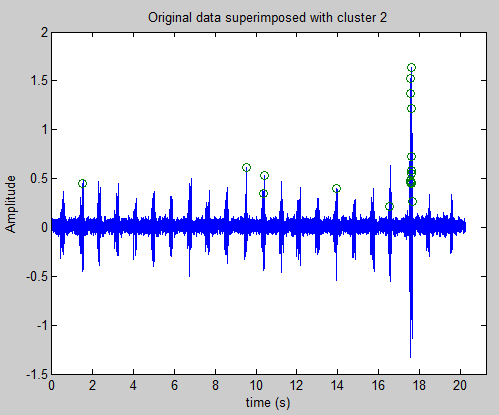 Original data superimposed with cluster 2
2
1.5
1
0.5
0
-0.5
-1
-1.5
Amplitude
0 2 4 6 8 10 12 14 16 18 20
time (s)